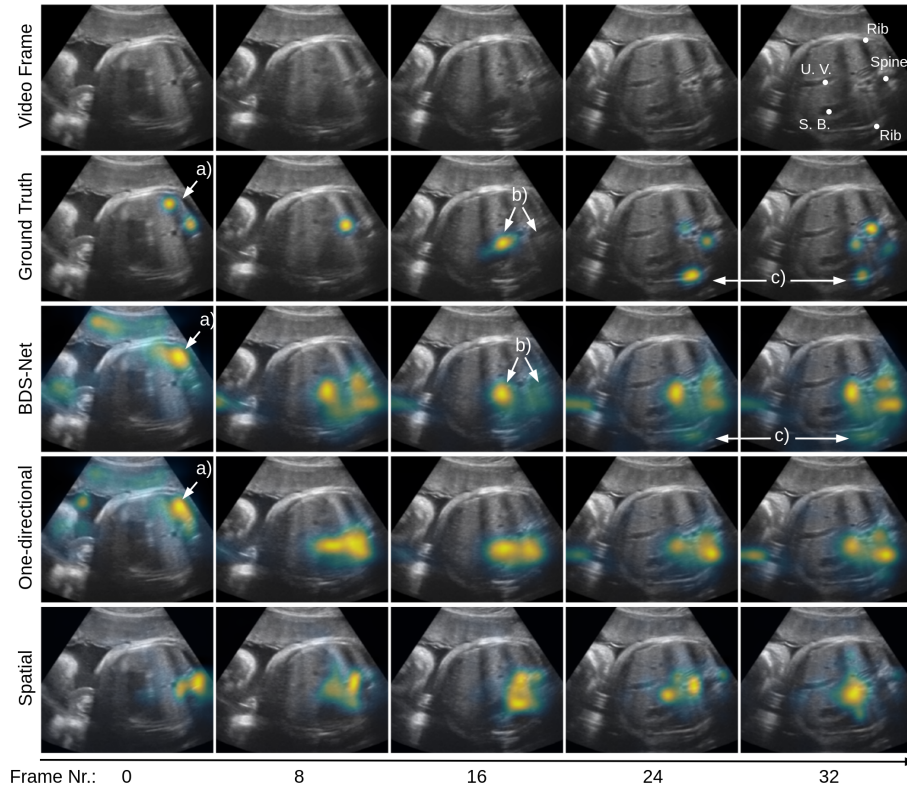 Video Frame
Rib
Spine
U. V.
S. B.
Rib
Ground Truth
a)
b)
c)
BDS-Net
a)
b)
c)
One-directional
a)
Spatial
Frame Nr.: 0 8 16 24 32